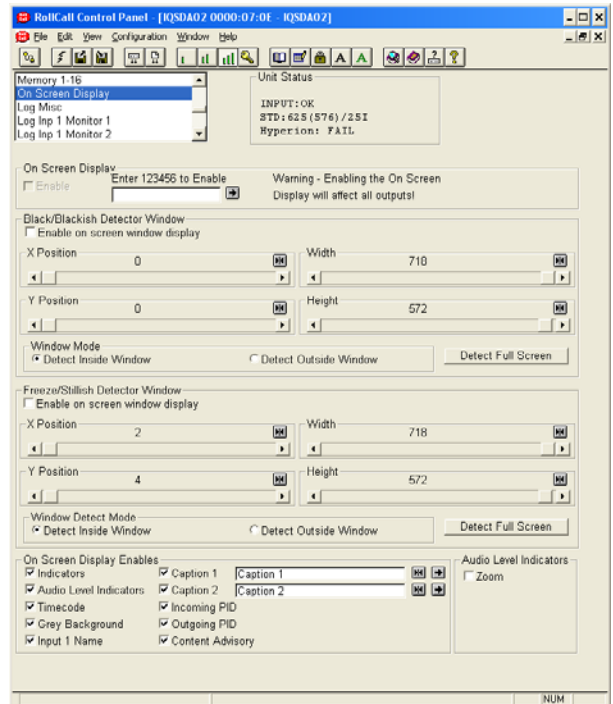 RollCall Control Panel - [IQSDA02 0000:07:0E - IQSDA02]
File Edit View Configuration Window Help
Memory 1-16
On Screen Display
Log Misc
Log Inp 1 Monitor 1
Log Inp 1 Monitor 2
Unit Status
INPUT:OK
STD:625(576)/25I
Hyperion: FAIL
On Screen Display
Enable
Enter 123456 to Enable
Warning - Enabling the On Screen
Display will affect all outputs!
Black/Blackish Detector Window
Enable on screen window display
X Position
0
Width
718
Y Position
0
Height
572
Window Mode
Detect Inside Window
Detect Outside Window
Detect Full Screen
Freeze/Stillish Detector Window
Enable on screen window display
X Position
2
Width
718
Y Position
4
Height
572
Window Detect Mode
Detect Inside Window
Detect Outside Window
Detect Full Screen
On Screen Display Enables
Indicators
Caption 1
Caption 1
Audio Level Indicators
Caption 2
Caption 2
Timecode
Incoming PID
Grey Background
Outgoing PID
Input 1 Name
Content Advisory
Audio Level Indicators
Zoom
NUM